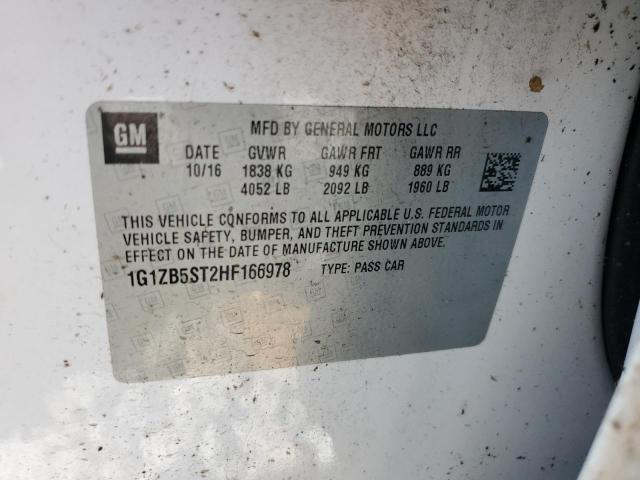 GM
MFD BY GENERAL MOTORS LLC
DATE GVWR GAWR FRT GAWR RR
10/16 1838 KG 949 KG 889 KG
4052 LB 2092 LB 1960 LB
THIS VEHICLE CONFORMS TO ALL APPLICABLE U.S. FEDERAL MOTOR
VEHICLE SAFETY, BUMPER, AND THEFT PREVENTION STANDARDS IN
EFFECT ON THE DATE OF MANUFACTURE SHOWN ABOVE.
1G1ZB5ST2HF166978 TYPE: PASS CAR